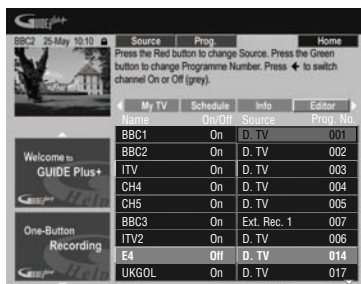 GUIDE Plus+
BBC2 25-May 10:10
Source Prog. Home
Press the Red button to change Source. Press the Green
button to change Programme Number. Press ← to switch
channel On or Off (grey).
My TV Schedule Info Editor
Name On/Off Source Prog. No.
BBC1 On D. TV 001
BBC2 On D. TV 002
ITV On D. TV 003
CH4 On D. TV 004
CH5 On D. TV 005
BBC3 On Ext. Rec. 1 007
ITV2 On D. TV 006
E4 Off D. TV 014
UKGOL On D. TV 017
Welcome to
GUIDE Plus+
Help
One-Button
Recording
Help